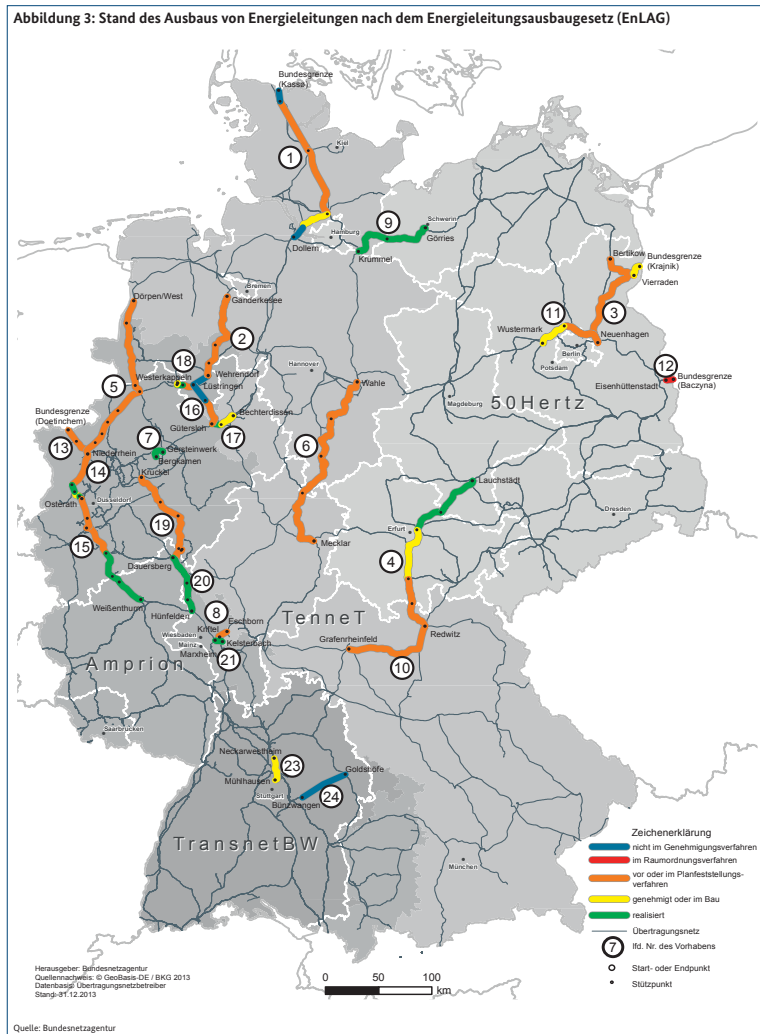 Abbildung 3: Stand des Ausbaus von Energieleitungen nach dem Energieleitungsausbaugesetz (EnLAG)
Bundesgrenze
(Kassø)
1
Kiel
9
Schwerin
Görries
Hamburg
Dollern
Krümmel
Bertikow
Bundesgrenze
(Krajnik)
Vierraden
3
11
Wustermark
Neuenhagen
Berlin
Potsdam
12
Bundesgrenze
(Baczyna)
Eisenhüttenstadt
Bremen
Dörpen/West
Ganderkesee
2
18
Westerkappeln
Wehrendorf
Lüstringen
Hannover
Wahle
Magdeburg
50Hertz
5
16
Bechterdissen
Gütersloh
17
Bundesgrenze
(Doetinchem)
13
7
Gersteinwerk
Bergkamen
6
Niederrhein
14
Kruckel
Lauchstädt
Osterath
Düsseldorf
Dresden
Erfurt
15
19
Mecklar
Dauersberg
4
20
Weißenthurm
Hünfelden
8
TenneT
Kriftel
Eschborn
Redwitz
Grafenrheinfeld
Wiesbaden
Mainz
Kelsterbach
Marxheim
21
10
Amprion
Saarbrücken
Neckarwestheim
23
Goldshöfe
Mühlhausen
Stuttgart
Bünzwangen
24
TransnetBW
München
Zeichenerklärung
nicht im Genehmigungsverfahren
im Raumordnungsverfahren
vor oder im Planfeststellungs-
verfahren
genehmigt oder im Bau
realisiert
Übertragungsnetz
7 lfd. Nr. des Vorhabens
Start- oder Endpunkt
Stützpunkt
Herausgeber: Bundesnetzagentur
Quellennachweis: © GeoBasis-DE / BKG 2013
Datenbasis: Übertragungsnetzbetreiber
Stand: 31.12.2013
0 50 100
km
Quelle: Bundesnetzagentur